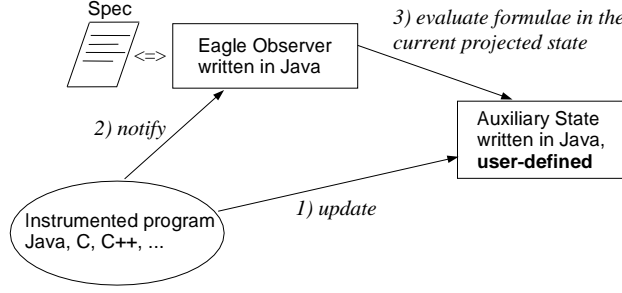 Spec
<=>
Eagle Observer
written in Java
3) evaluate formulae in the
current projected state
2) notify
Auxiliary State
written in Java,
user-defined
1) update
Instrumented program
Java, C, C++, ...